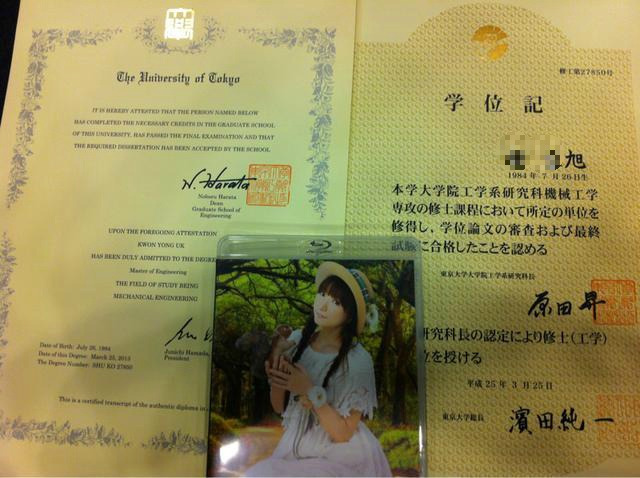 The University of Tokyo
IT IS HEREBY ATTESTED THAT THE PERSON NAMED BELOW
HAS COMPLETED THE NECESSARY CREDITS IN THE GRADUATE SCHOOL
OF THIS UNIVERSITY, HAS PASSED THE FINAL EXAMINATION AND THAT
THE REQUIRED DISSERTATION HAS BEEN ACCEPTED BY THE SCHOOL
N. Harata
Noboru Harata
Dean
Graduate School of
Engineering
UPON THE FOREGOING ATTESTATION
KWON YONG UK
HAS BEEN DULY ADMITTED TO THE DEGREE
Master of Engineering
THE FIELD OF STUDY BEING
MECHANICAL ENGINEERING
Date of Birth: July 26, 1984
Date of this Degree: March 25, 2013
The Degree Number: SHU KO 27850
Junichi Hamada,
President
This is a certified transcript of the authentic diploma in
修工第27850号
学位記
旭
1984年7月26日生
本学大学院工学系研究科機械工学
専攻の修士課程において所定の単位を
修得し、学位論文の審査および最終
試験に合格したことを認める
東京大学大学院工学系研究科長
原田昇
研究科長の認定により修士(工学)
位を授ける
平成25年3月25日
東京大学総長
濱田純一